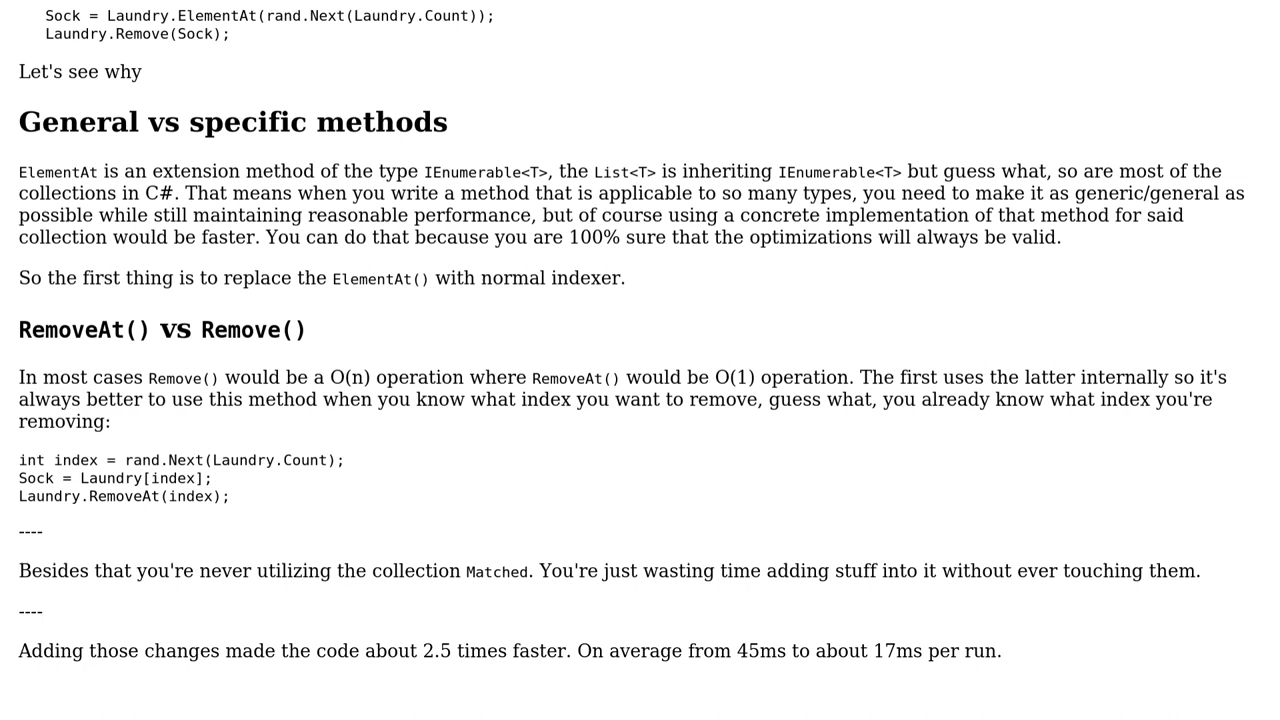 Sock = Laundry.ElementAt(rand.Next(Laundry.Count));
Laundry.Remove(Sock);
Let's see why
General vs specific methods
ElementAt is an extension method of the type IEnumerable<T>, the List<T> is inheriting IEnumerable<T> but guess what, so are most of the
collections in C#. That means when you write a method that is applicable to so many types, you need to make it as generic/general as
possible while still maintaining reasonable performance, but of course using a concrete implementation of that method for said
collection would be faster. You can do that because you are 100% sure that the optimizations will always be valid.
So the first thing is to replace the ElementAt() with normal indexer.
RemoveAt() vs Remove()
In most cases Remove() would be a O(n) operation where RemoveAt() would be O(1) operation. The first uses the latter internally so it's
always better to use this method when you know what index you want to remove, guess what, you already know what index you're
removing:
int index = rand.Next(Laundry.Count);
Sock = Laundry[index];
Laundry.RemoveAt(index);
----
Besides that you're never utilizing the collection Matched. You're just wasting time adding stuff into it without ever touching them.
----
Adding those changes made the code about 2.5 times faster. On average from 45ms to about 17ms per run.